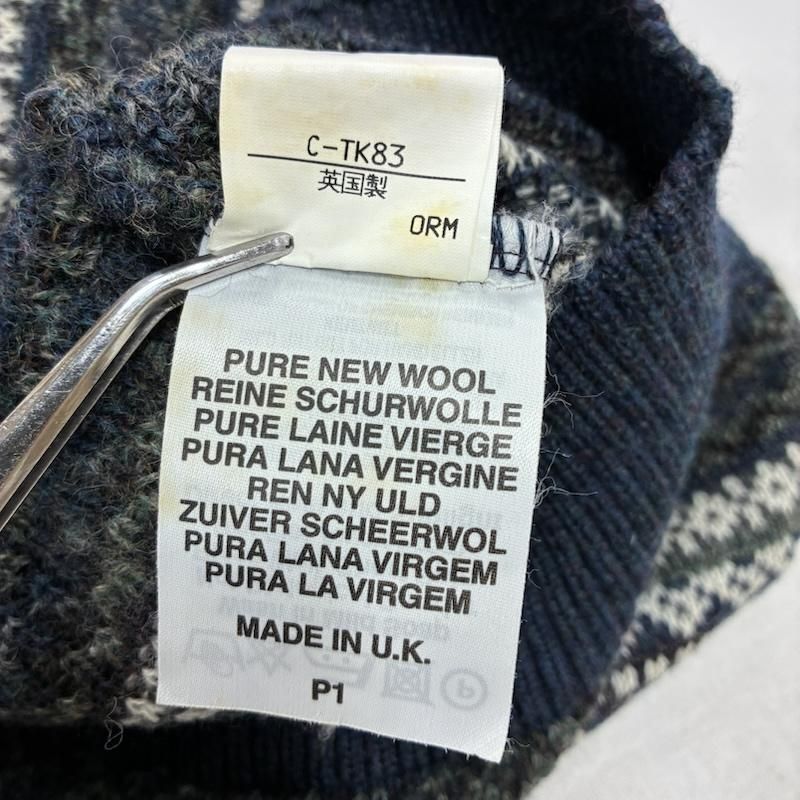 C-TK83
英国製
ORM
PURE NEW WOOL
REINE SCHURWOLLE
PURE LAINE VIERGE
PURA LANA VERGINE
REN NY ULD
ZUIVER SCHEERWOL
PURA LANA VIRGEM
PURA LA VIRGEM
MADE IN U.K.
P1